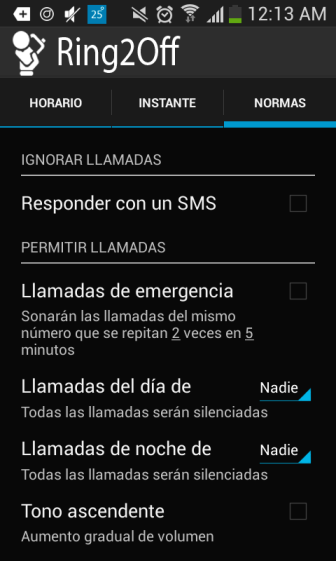 25°
12:13 AM
Ring2Off
HORARIO
INSTANTE
NORMAS
IGNORAR LLAMADAS
Responder con un SMS
PERMITIR LLAMADAS
Llamadas de emergencia
Sonarán las llamadas del mismo
número que se repitan 2 veces en 5
minutos
Llamadas del día de
Nadie
Todas las llamadas serán silenciadas
Llamadas de noche de
Nadie
Todas las llamadas serán silenciadas
Tono ascendente
Aumento gradual de volumen